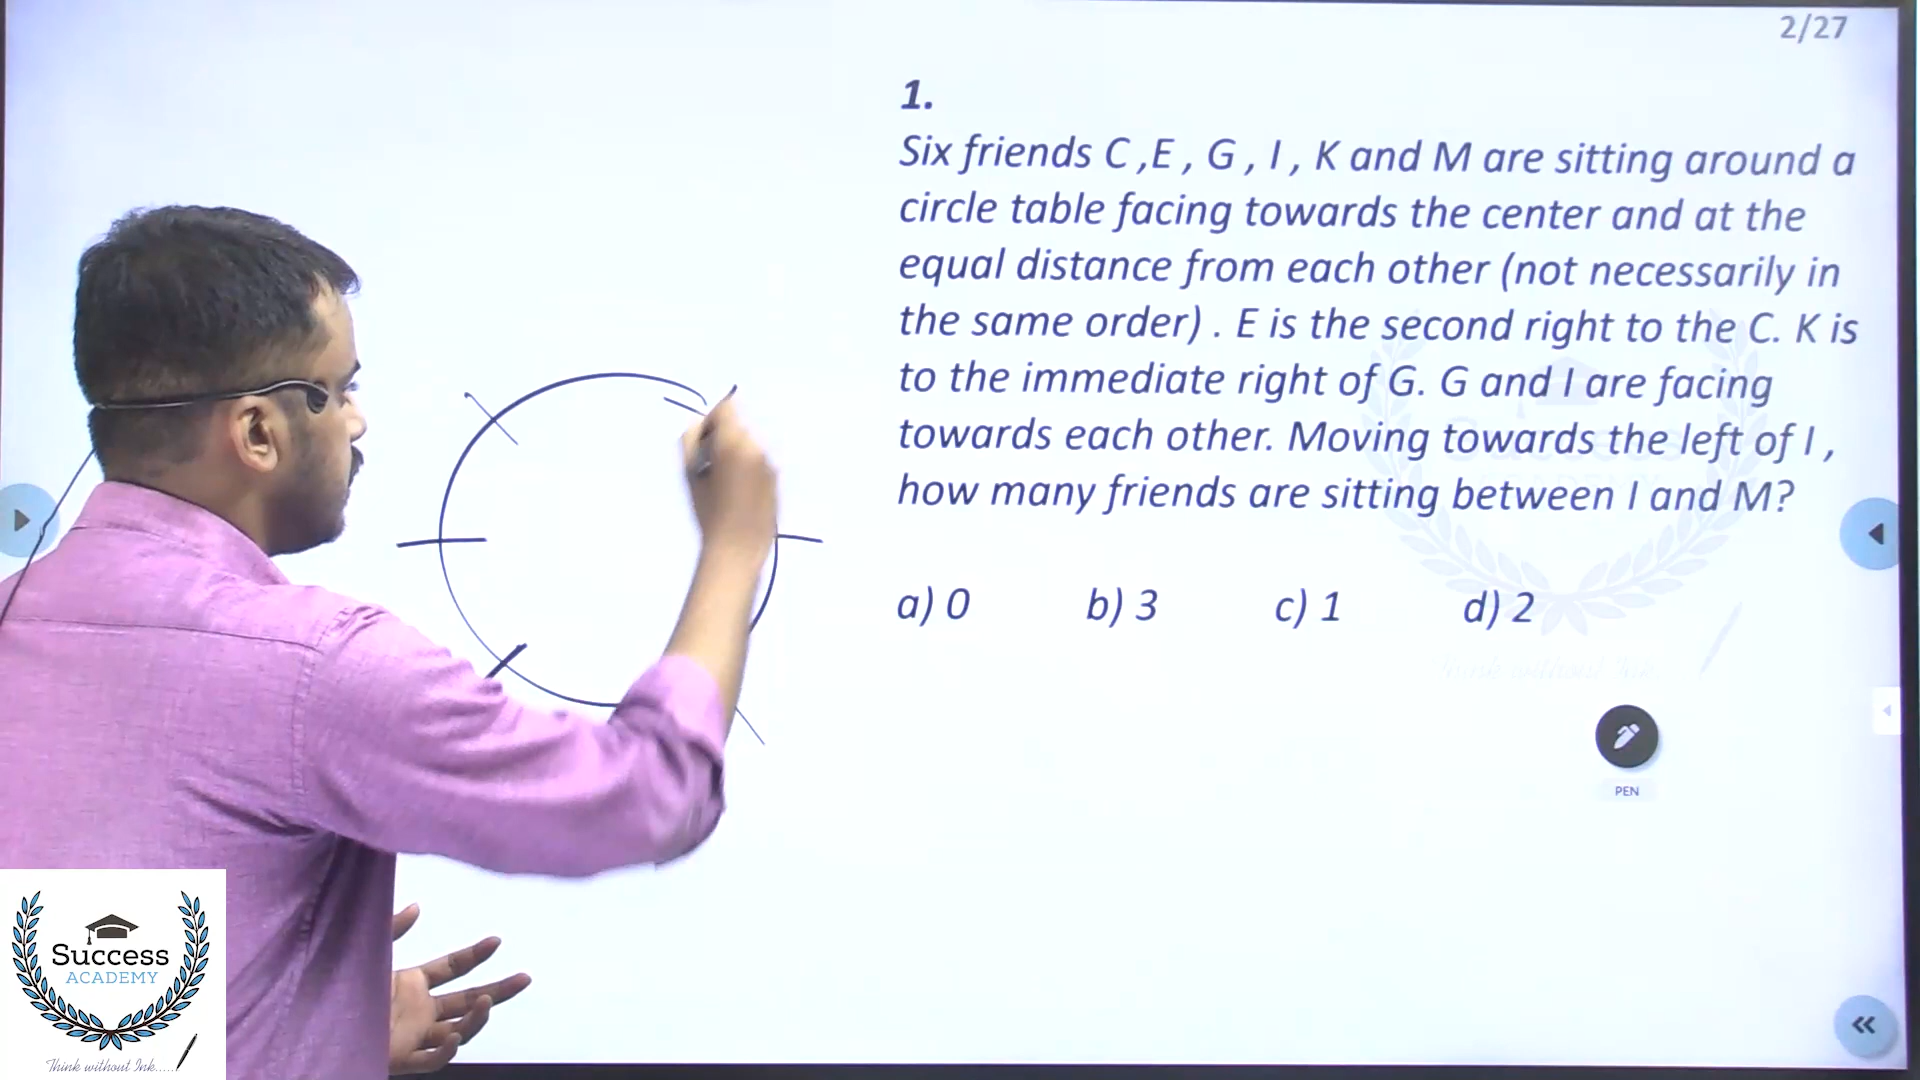 2/27
1.
Six friends C ,E , G , I , K and M are sitting around a
circle table facing towards the center and at the
equal distance from each other (not necessarily in
the same order) . E is the second right to the C. K is
to the immediate right of G. G and I are facing
towards each other. Moving towards the left of I ,
how many friends are sitting between I and M?
a) 0 b) 3 c) 1 d) 2
PEN
Success
ACADEMY
Think without Ink.....